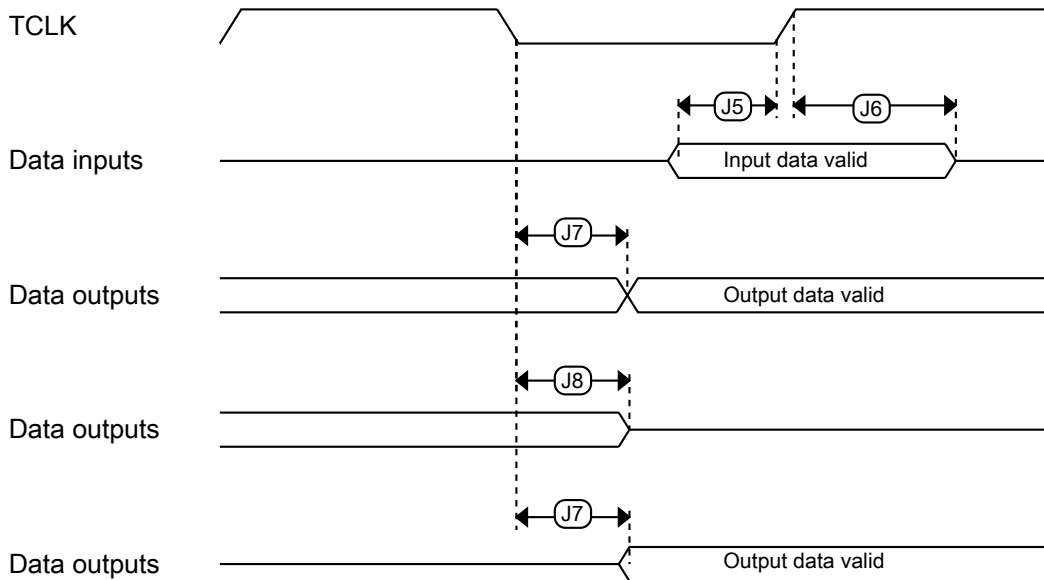 TCLK
J5
J6
Data inputs
Input data valid
J7
Data outputs
Output data valid
J8
Data outputs
J7
Data outputs
Output data valid